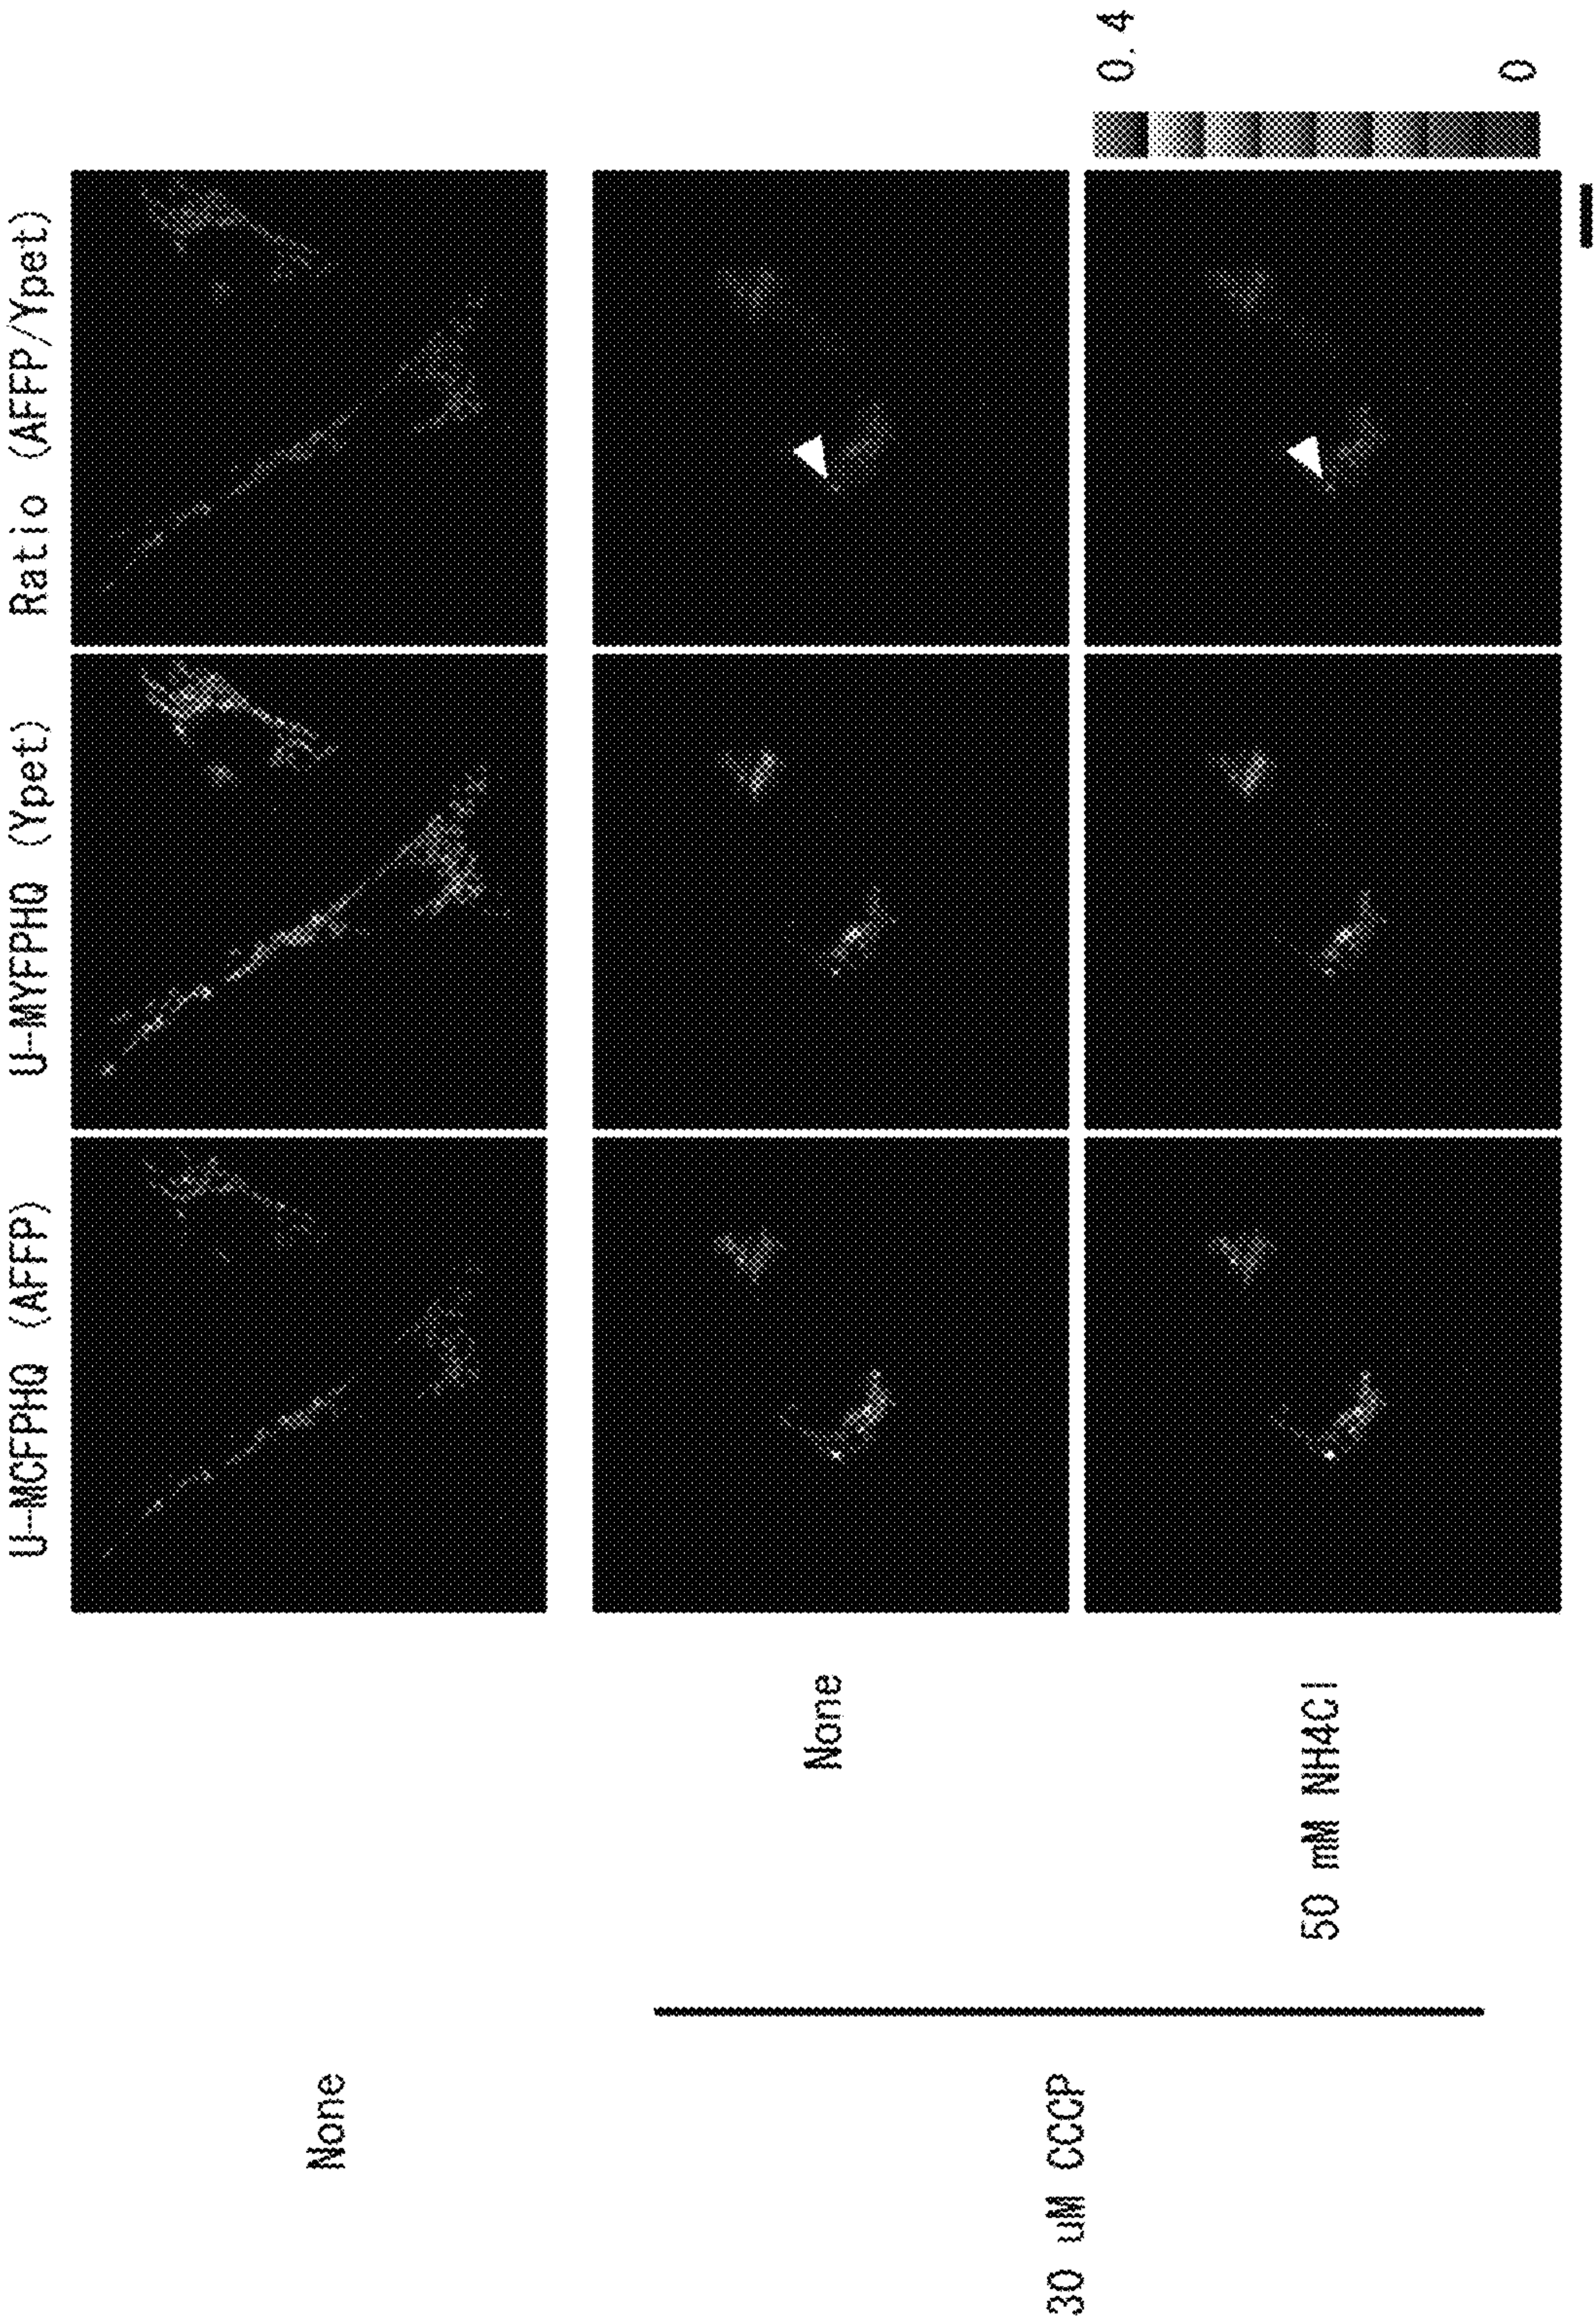 U-MCFPHQ (AFFP)
U-MYFPHQ (Ypet)
Ratio (AFFP/Ypet)
None
30 uM CCCP
None
50 mM NH4Cl
0.4
0